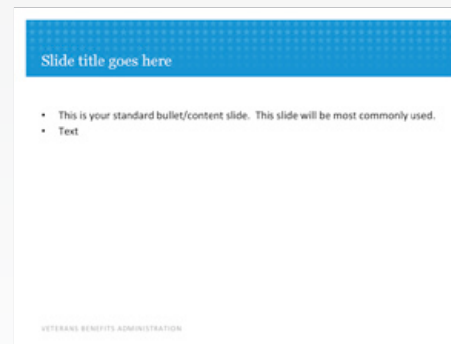 Slide title goes here
• This is your standard bullet/content slide. This slide will be most commonly used.
• Text
VETERANS BENEFITS ADMINISTRATION